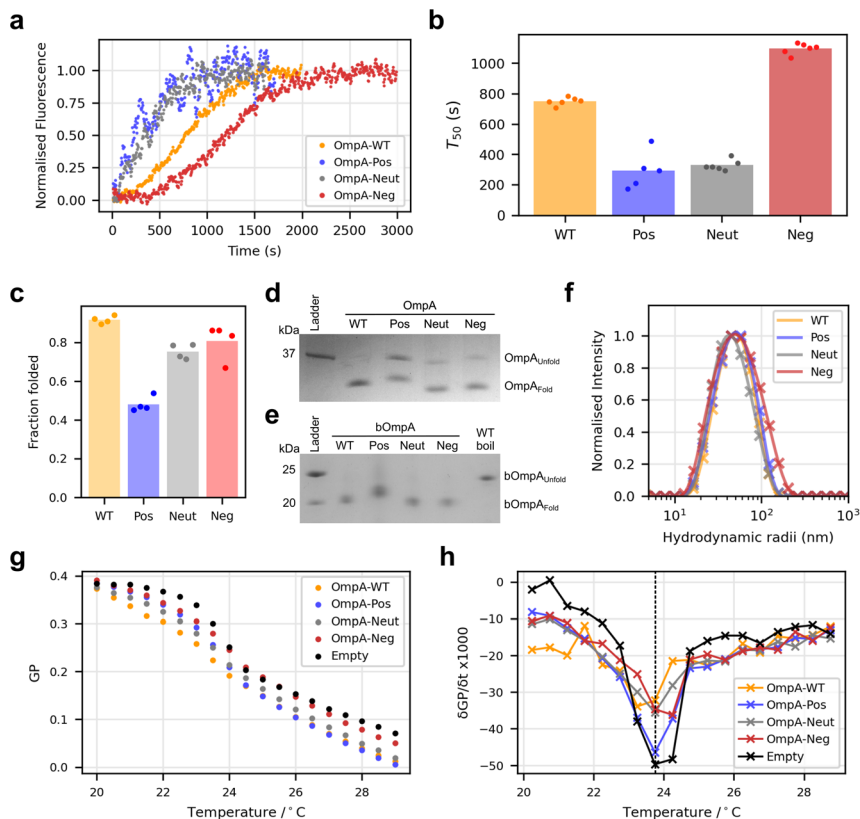 a
Normalised Fluorescence
1.00
0.75
0.50
0.25
0.00
OmpA-WT
OmpA-Pos
OmpA-Neut
OmpA-Neg
0 500 1000 1500 2000 2500 3000
Time (s)
b
T50 (s)
1000
800
600
400
200
0
WT Pos Neut Neg
c
Fraction folded
0.8
0.6
0.4
0.2
0.0
WT Pos Neut Neg
d
Ladder
OmpA
kDa
WT Pos Neut Neg
37
OmpAUnfold
OmpAFold
e
Ladder
bOmpA
WT
boil
kDa
WT Pos Neut Neg
25
bOmpAUnfold
20
bOmpAFold
f
Normalised Intensity
1.0
0.8
0.6
0.4
0.2
0.0
WT
Pos
Neut
Neg
10^1 10^2 10^3
Hydrodynamic radii (nm)
g
GP
0.4
0.3
0.2
0.1
0.0
OmpA-WT
OmpA-Pos
OmpA-Neut
OmpA-Neg
Empty
20 22 24 26 28
Temperature /°C
h
δGP/δt x1000
0
−10
−20
−30
−40
−50
OmpA-WT
OmpA-Pos
OmpA-Neut
OmpA-Neg
Empty
20 22 24 26 28
Temperature /°C